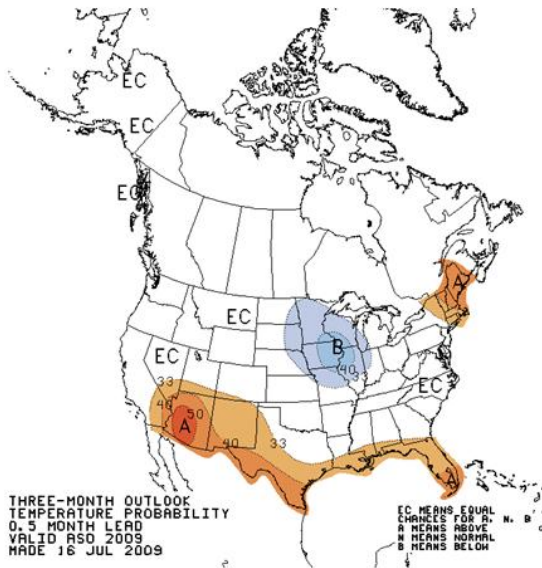 EC
EC
EC
A
EC
B
EC
40
33
EC
33
50
A
40
33
A
THREE-MONTH OUTLOOK
TEMPERATURE PROBABILITY
0.5 MONTH LEAD
VALID ASO 2009
MADE 16 JUL 2009
EC MEANS EQUAL
CHANCES FOR A, N, B
A MEANS ABOVE
N MEANS NORMAL
B MEANS BELOW